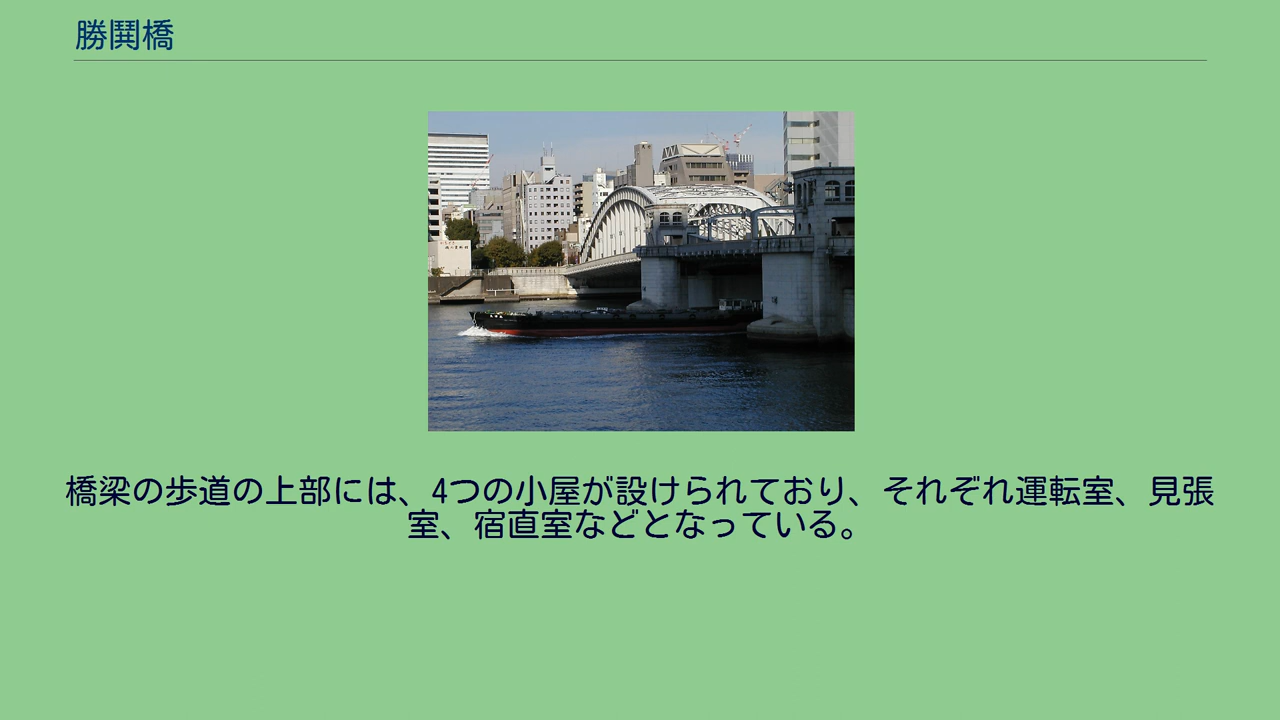 勝鬨橋
橋梁の歩道の上部には、4つの小屋が設けられており、それぞれ運転室、見張
室、宿直室などとなっている。